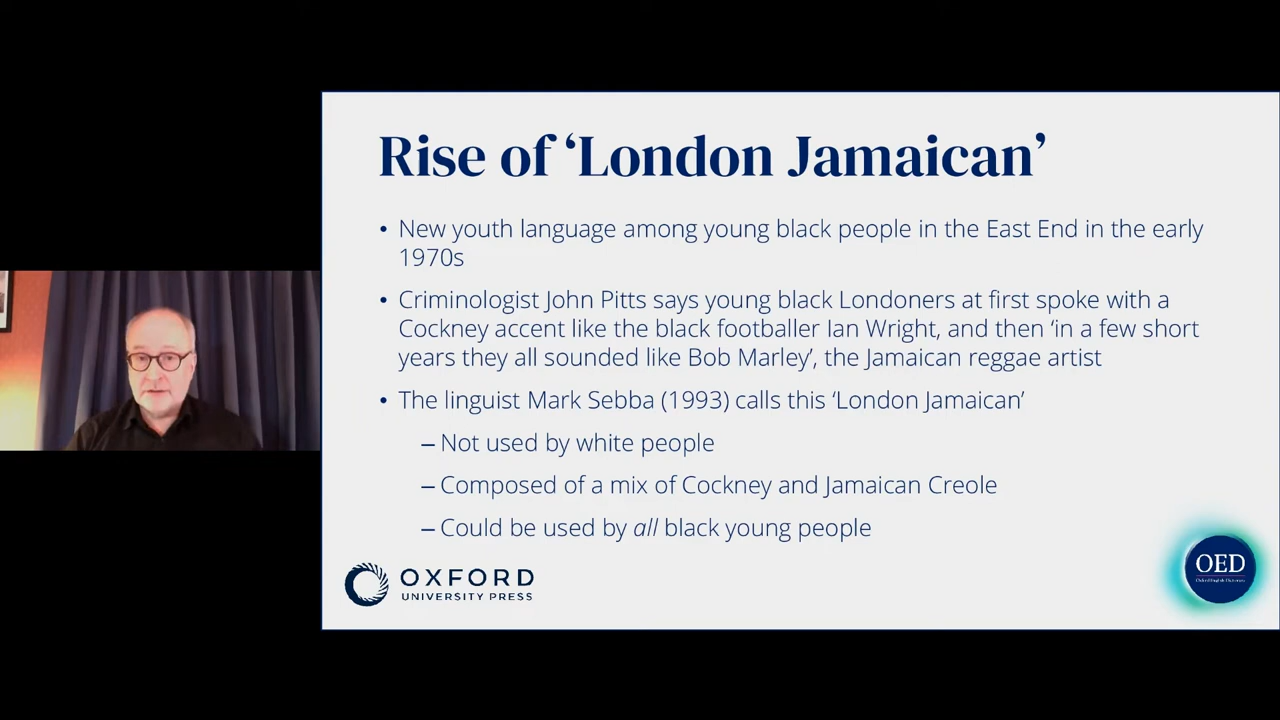 Rise of ‘London Jamaican’
• New youth language among young black people in the East End in the early
1970s
• Criminologist John Pitts says young black Londoners at first spoke with a
Cockney accent like the black footballer Ian Wright, and then ‘in a few short
years they all sounded like Bob Marley’, the Jamaican reggae artist
• The linguist Mark Sebba (1993) calls this ‘London Jamaican’
– Not used by white people
– Composed of a mix of Cockney and Jamaican Creole
– Could be used by all black young people
OXFORD
UNIVERSITY PRESS
OED
Oxford English Dictionary